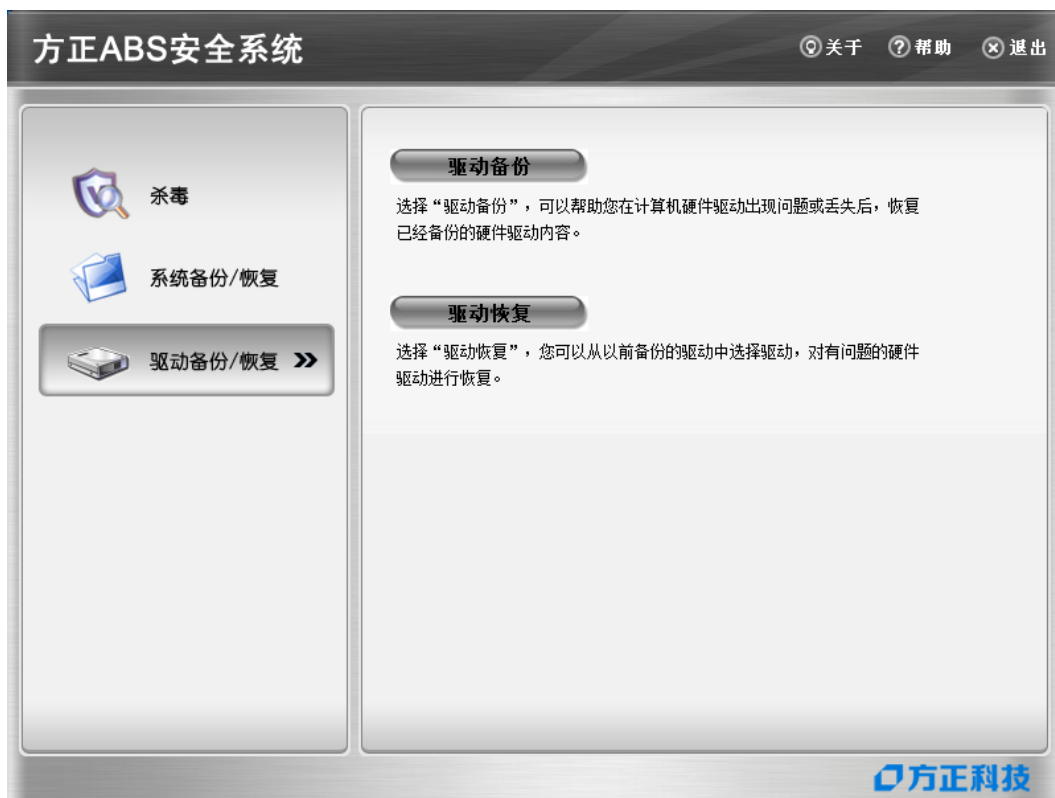 方正ABS安全系统
关于 帮助 退出
杀毒
系统备份/恢复
驱动备份/恢复
驱动备份
选择“驱动备份”，可以帮助您在计算机硬件驱动出现问题或丢失后，恢复
已经备份的硬件驱动内容。
驱动恢复
选择“驱动恢复”，您可以从以前备份的驱动中选择驱动，对有问题的硬件
驱动进行恢复。
方正科技